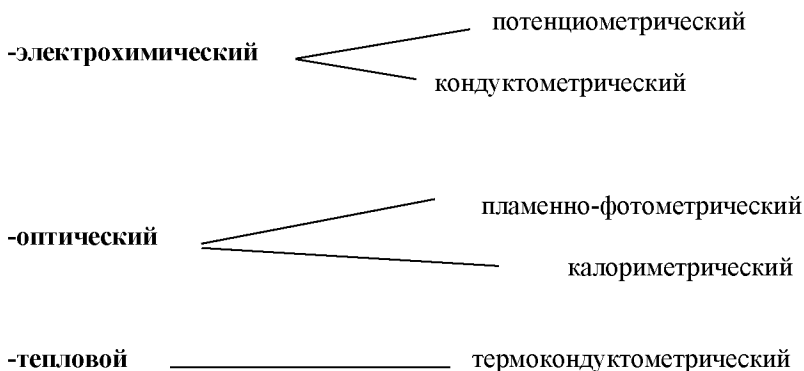 потенциометрический
-электрохимический
кондуктометрический
пламенно-фотометрический
-оптический
калориметрический
-тепловой термокондуктометрический